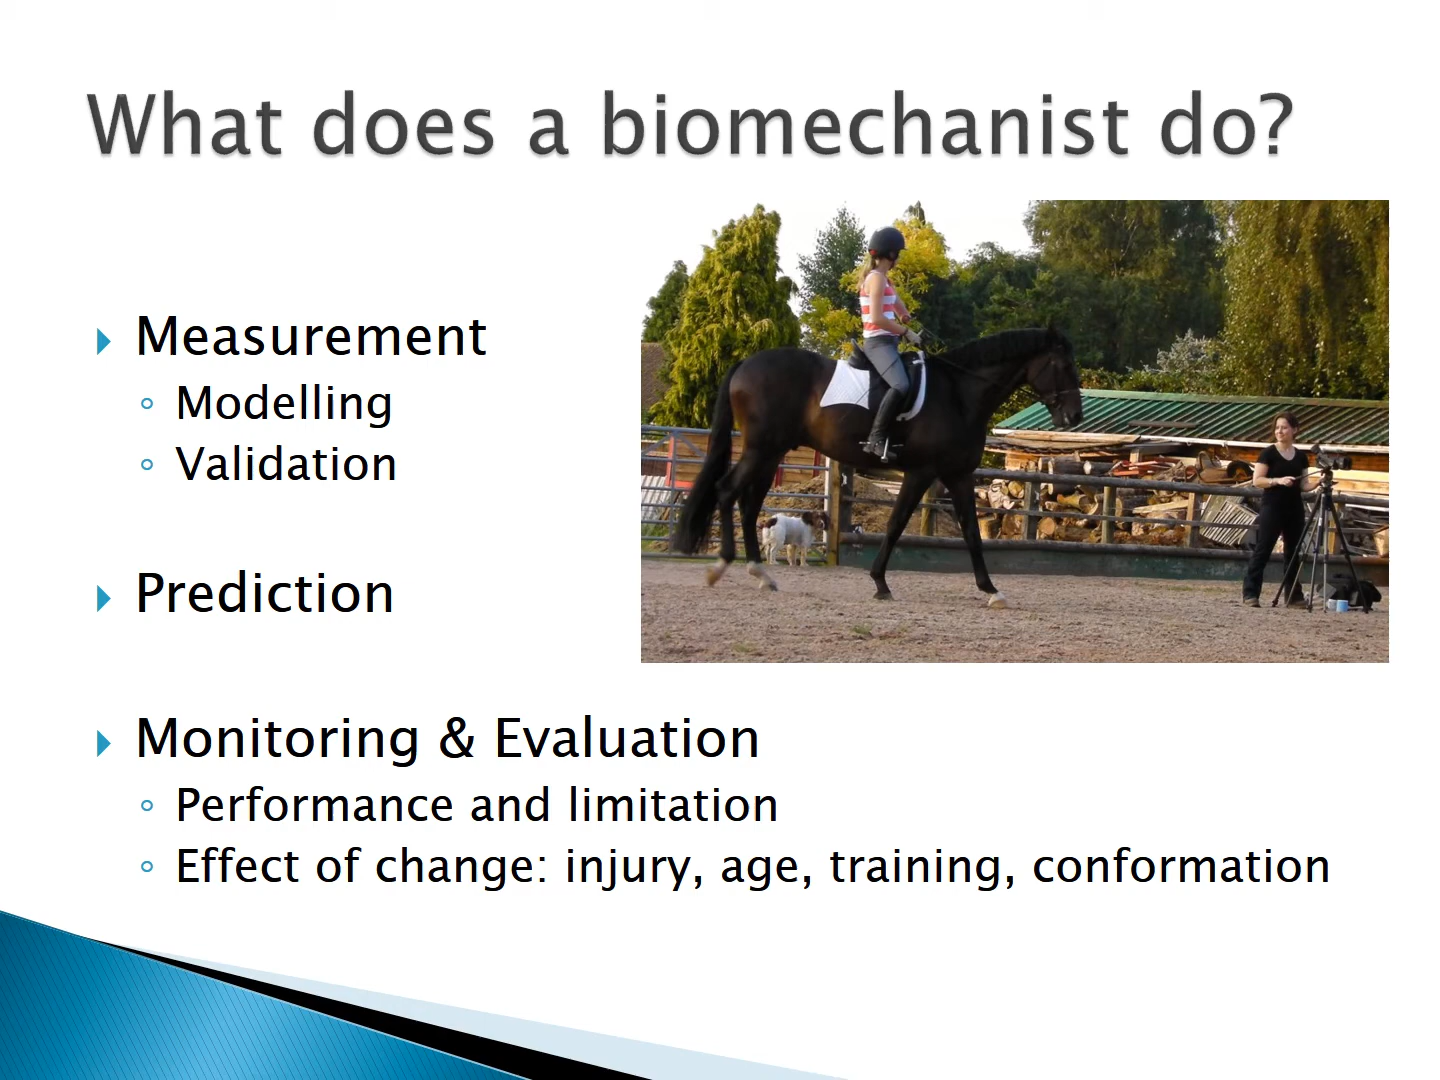 What does a biomechanist do?
Measurement
Modelling
Validation
Prediction
Monitoring & Evaluation
Performance and limitation
Effect of change: injury, age, training, conformation